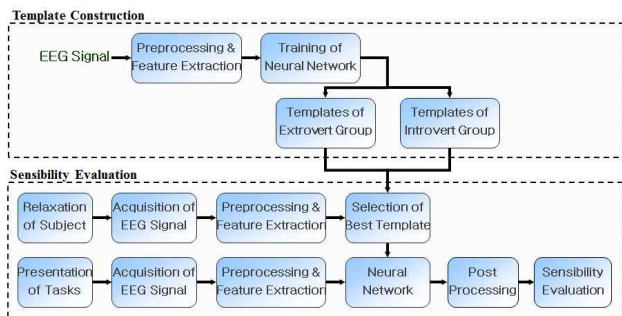 Template Construction
EEG Signal
Preprocessing &
Feature Extraction
Training of
Neural Network
Templates of
Extrovert Group
Templates of
Introvert Group
Sensibility Evaluation
Relaxation
of Subject
Acquisition of
EEG Signal
Preprocessing &
Feature Extraction
Selection of
Best Template
Presentation
of Tasks
Acquisition of
EEG Signal
Preprocessing &
Feature Extraction
Neural
Network
Post
Processing
Sensibility
Evaluation